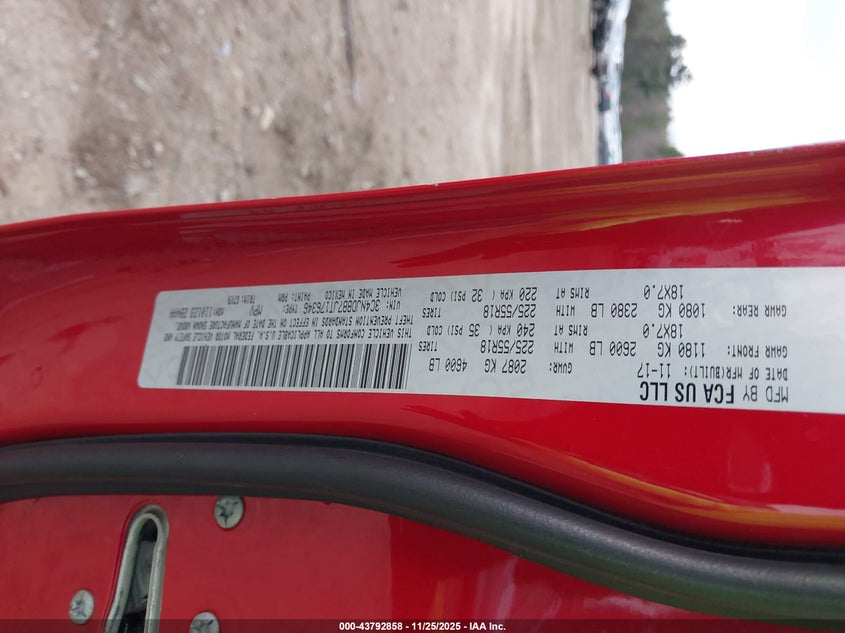 MFD BY FCA US LLC
DATE OF MFR(BUILT): 11-17 GVWR: 2087 KG 4600 LB
GAWR FRONT: 1180 KG 2600 LB WITH 225/55R18 TIRES
18X7.0 RIMS AT 240 KPA ( 35 PSI) COLD
GAWR REAR: 1080 KG 2380 LB WITH 225/55R18 TIRES
18X7.0 RIMS AT 220 KPA ( 32 PSI) COLD
THIS VEHICLE CONFORMS TO ALL APPLICABLE U.S.A. FEDERAL MOTOR VEHICLE SAFETY AND
THEFT PREVENTION STANDARDS IN EFFECT ON THE DATE OF MANUFACTURE SHOWN ABOVE.
VIN: 3C4NJDBB7JT176346 TYPE: MPV MDH:
VEHICLE MADE IN MEXICO PAINT: PRM TRIM:
000-43792858 - 11/25/2025 - IAA Inc.